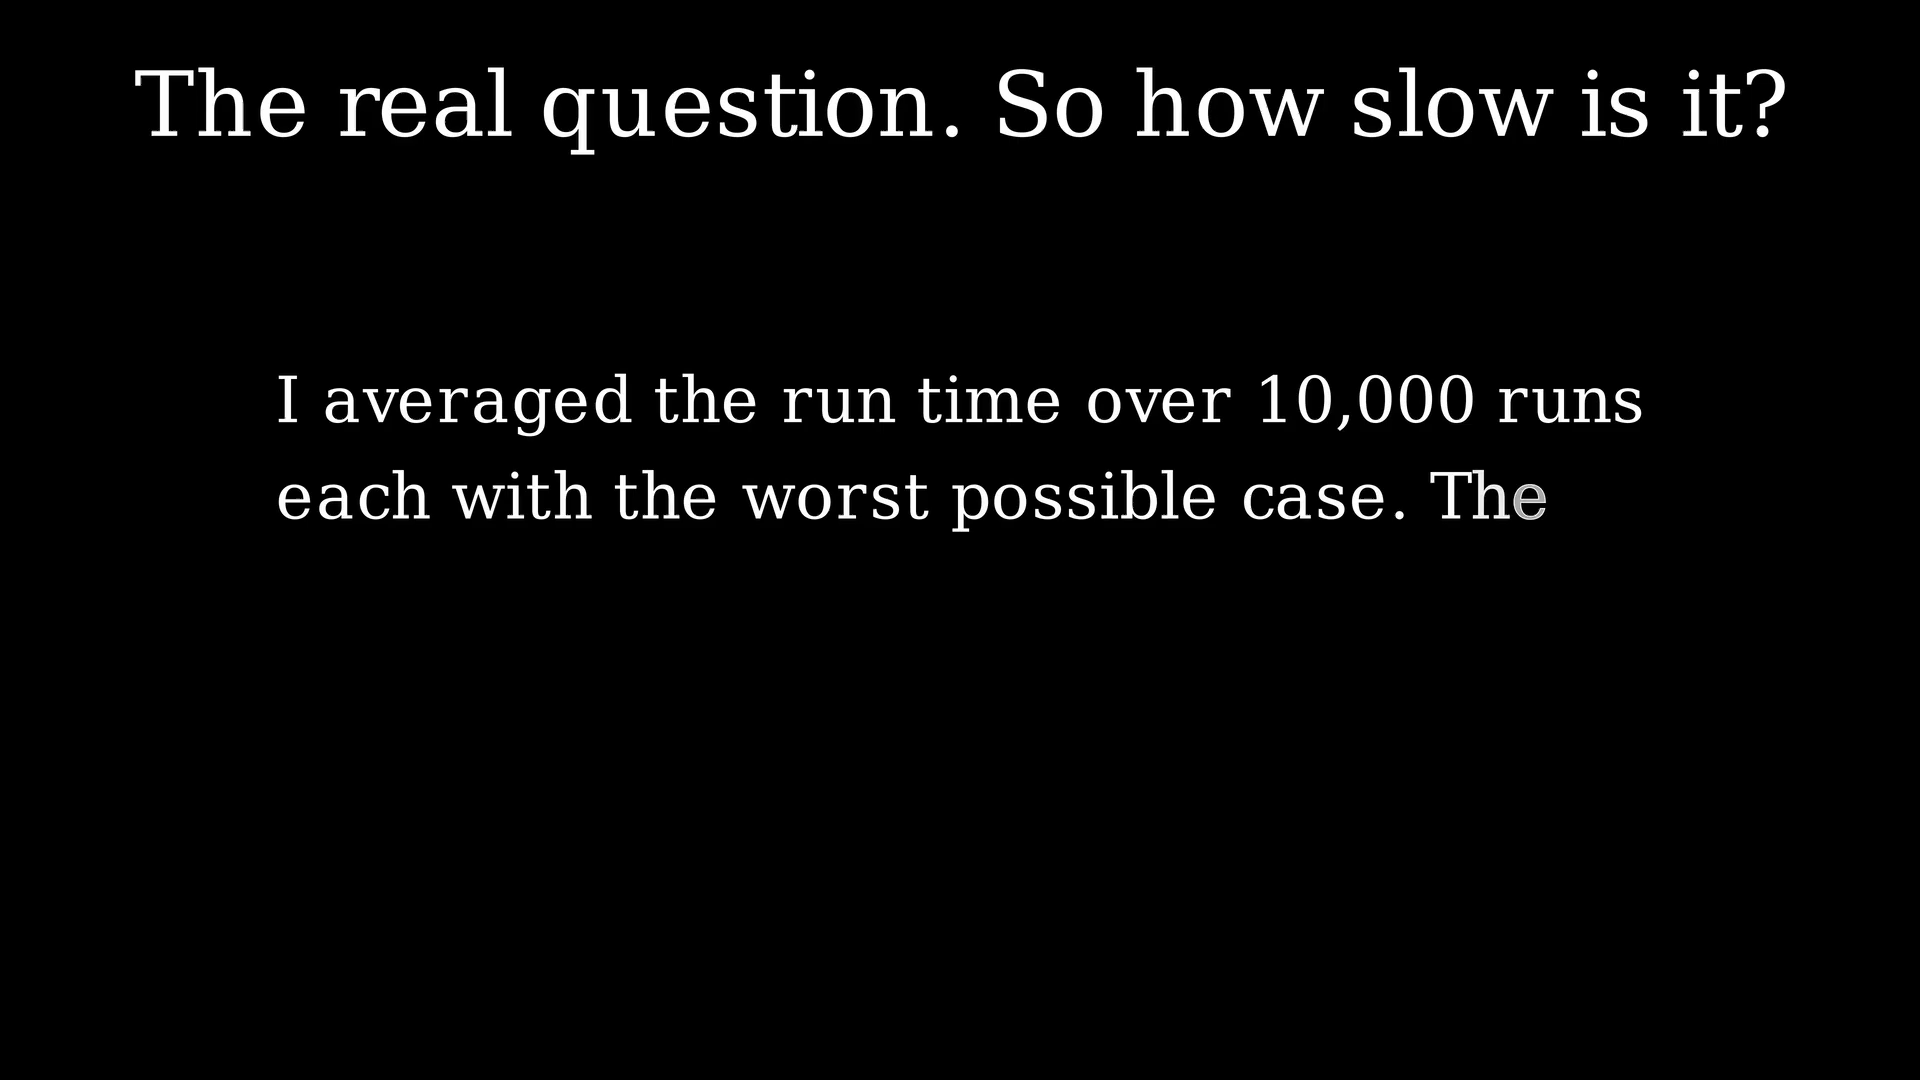 The real question. So how slow is it?
I averaged the run time over 10,000 runs
each with the worst possible case. The